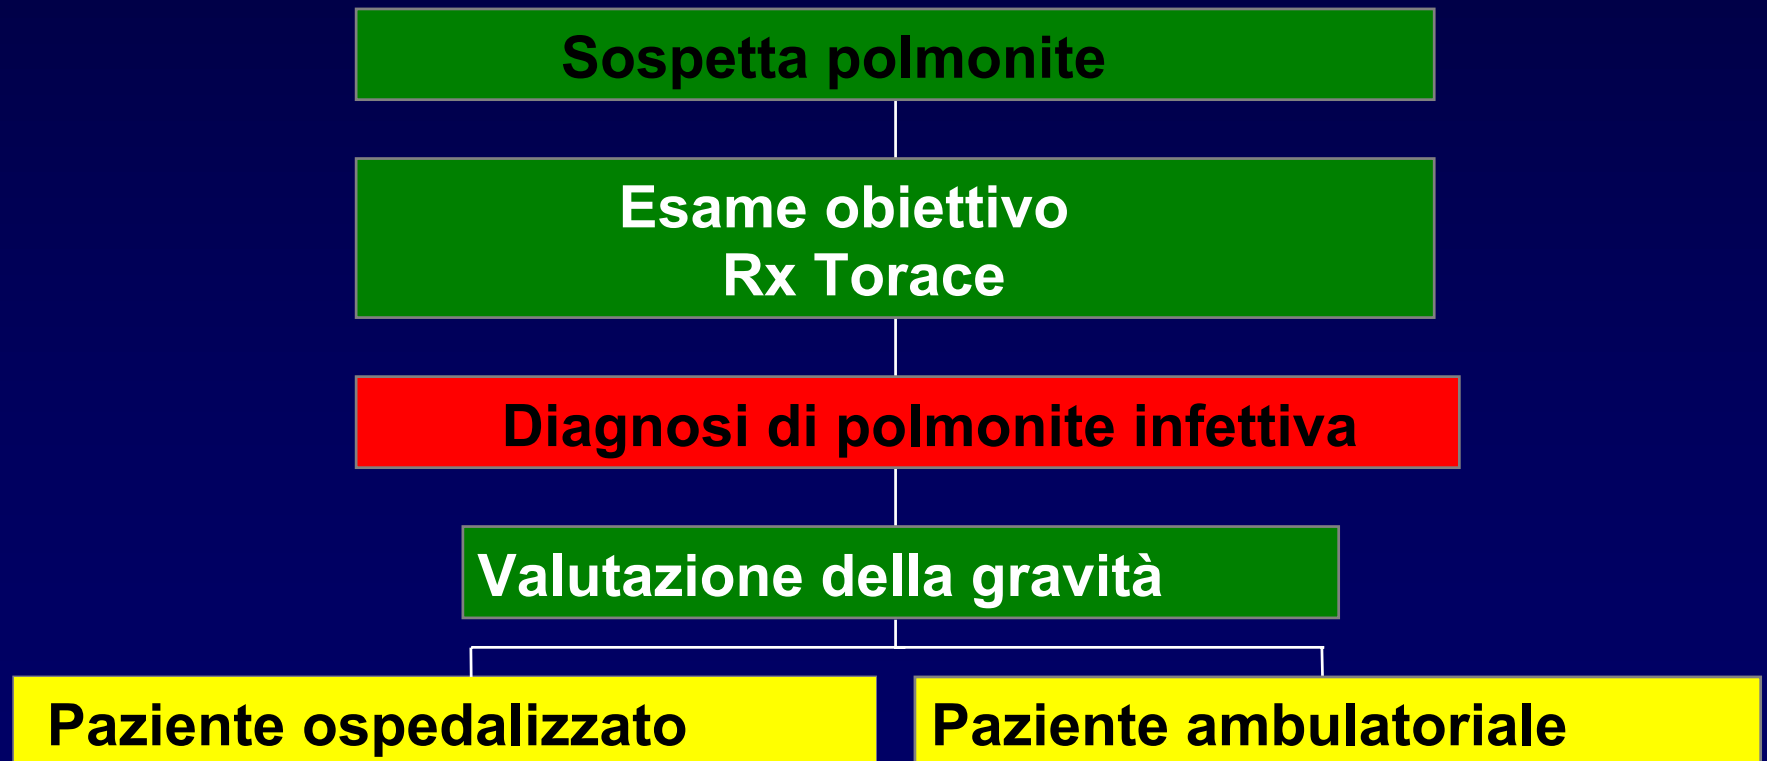 Sospetta polmonite
Esame obiettivo
Rx Torace
Diagnosi di polmonite infettiva
Valutazione della gravità
Paziente ospedalizzato
Paziente ambulatoriale